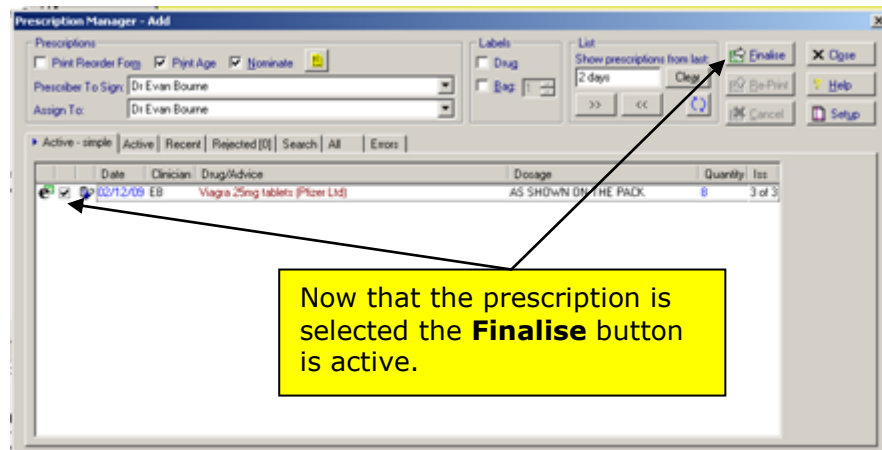 Prescription Manager - Add
Prescriptions
Print Reorder Form Print Age Nominate
Prescriber To Sign: Dr Evan Bourne
Assign To: Dr Evan Bourne
Labels
Drug
Bag: 1
List
Show prescriptions from last:
2 days Clear
>> <<
Finalise
Re-Print
Cancel
Close
Help
Setup
Active - simple Active Recent Rejected [0] Search All Errors
Date Clinician Drug/Advice Dosage Quantity Iss
02/12/09 EB Viagra 25mg tablets (Pfizer Ltd) AS SHOWN ON THE PACK 8 3 of 3
Now that the prescription is
selected the Finalise button
is active.